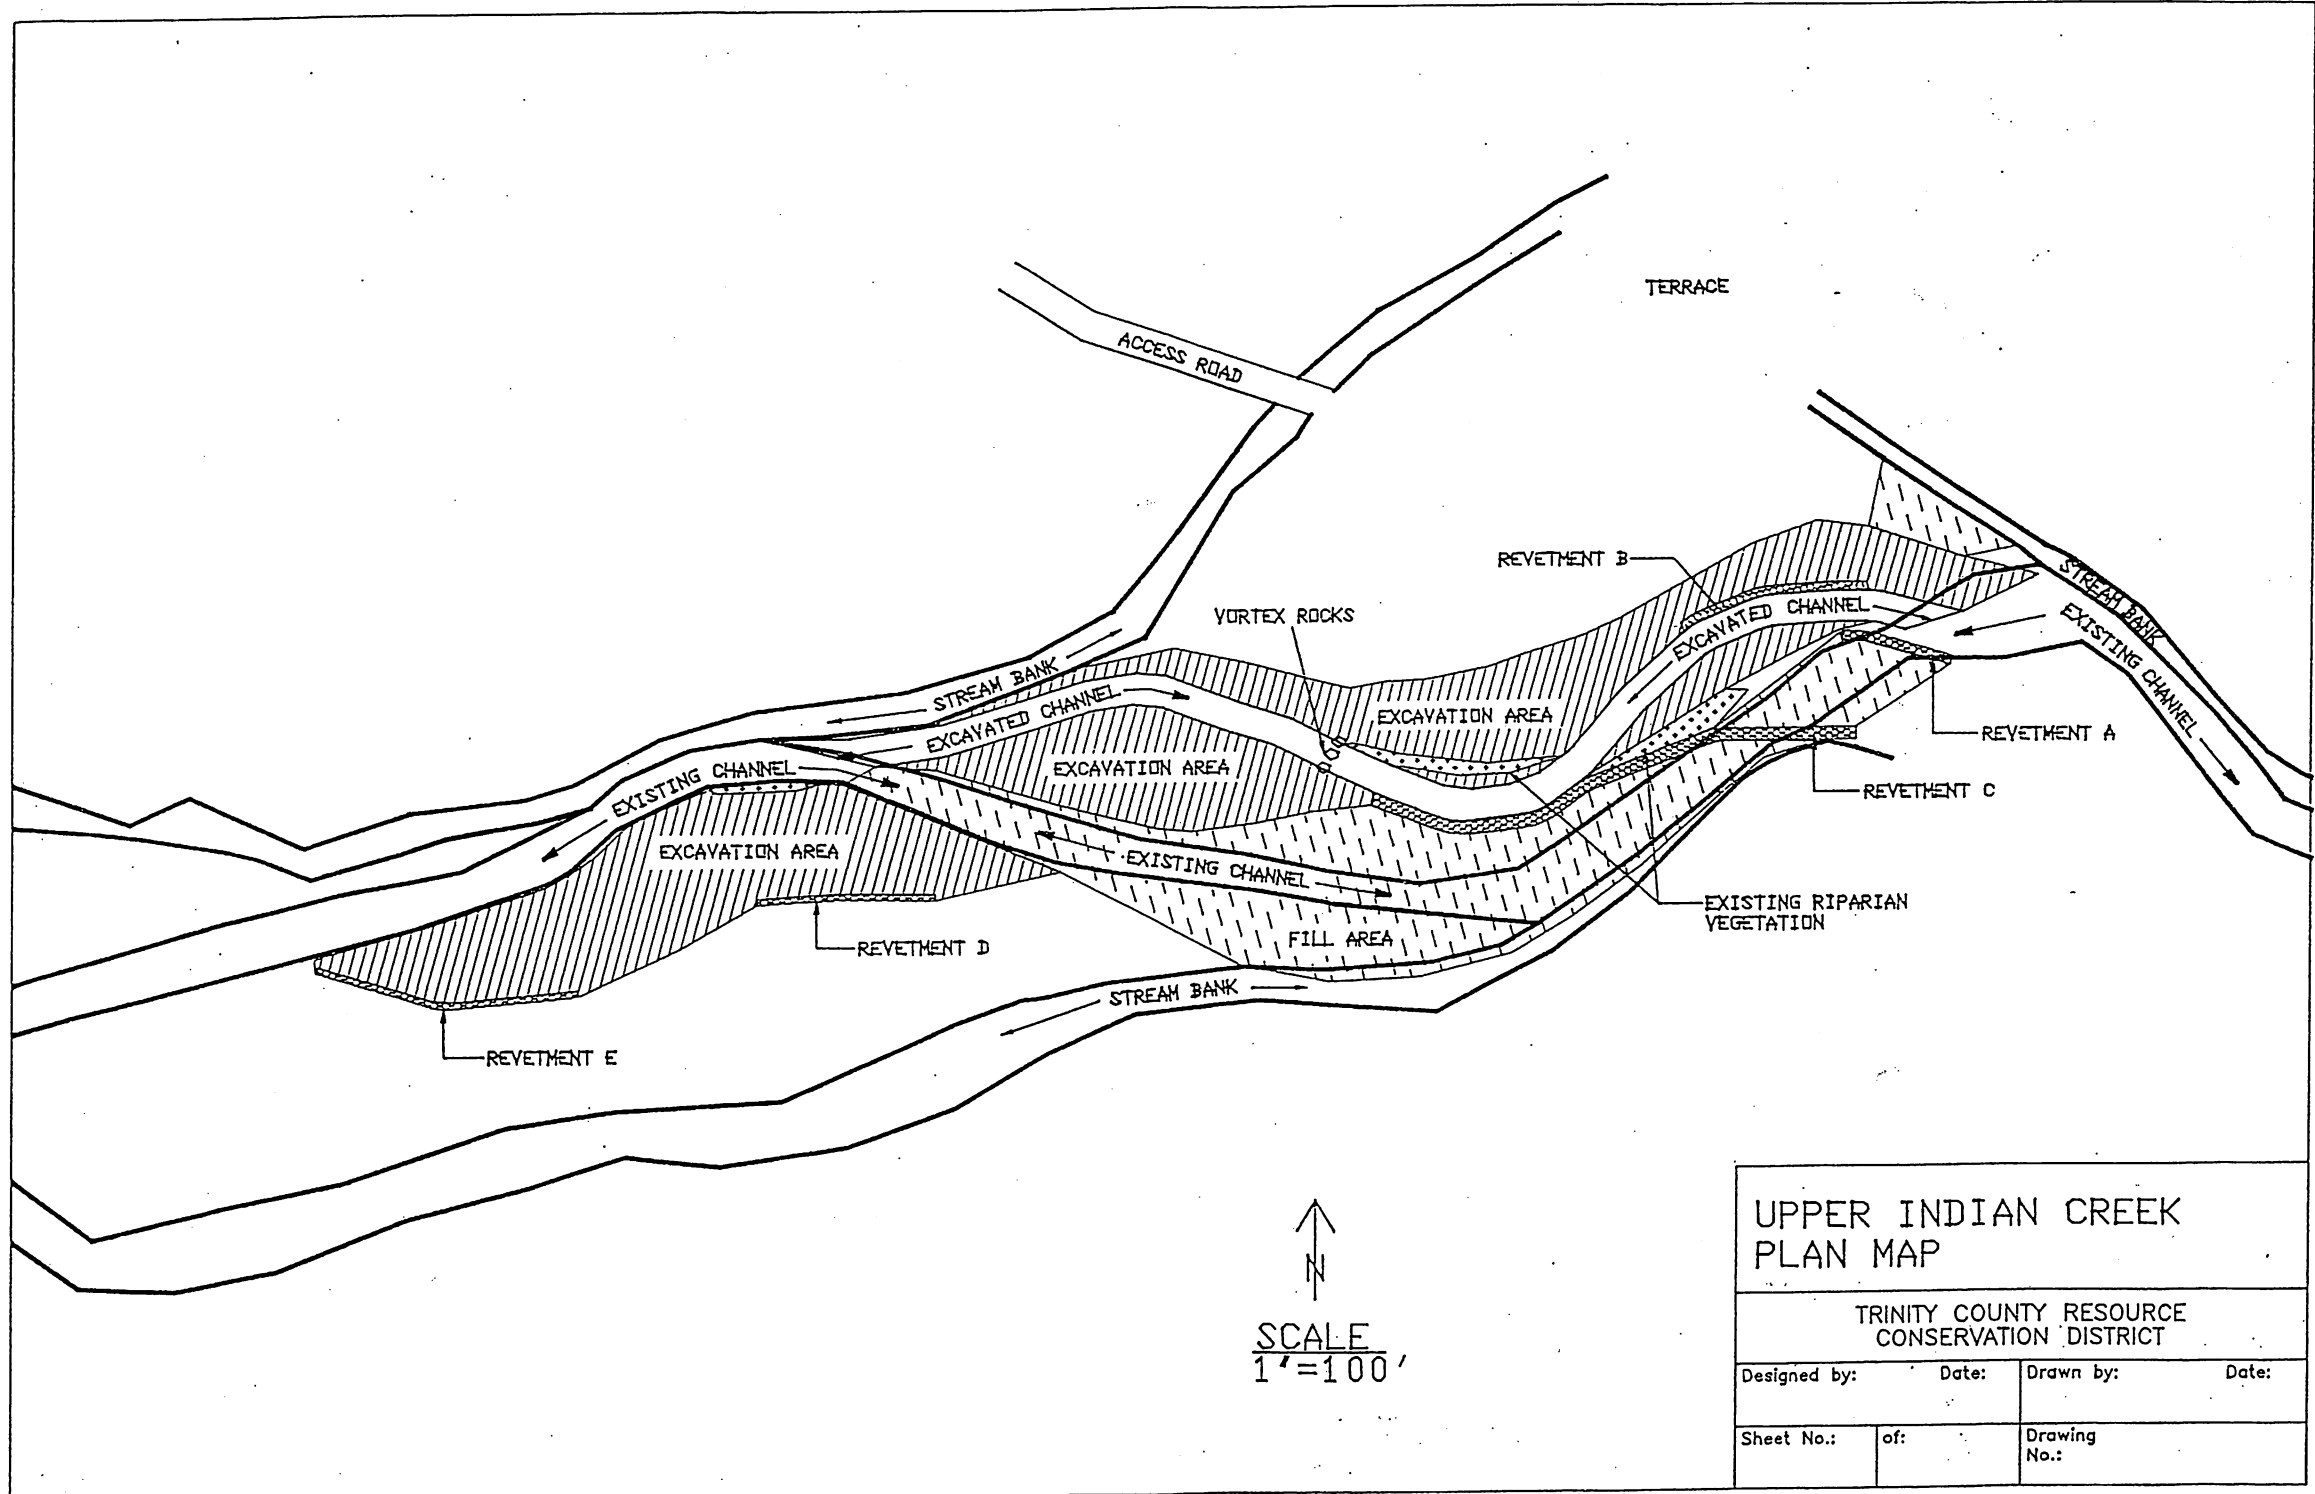 TERRACE
ACCESS ROAD
REVETMENT B
STREAM BANK
VORTEX ROCKS
EXCAVATED CHANNEL
EXISTING CHANNEL
STREAM BANK
EXCAVATED CHANNEL
EXCAVATION AREA
REVETMENT A
EXISTING CHANNEL
EXCAVATION AREA
REVETMENT C
EXCAVATION AREA
EXISTING CHANNEL
EXISTING RIPARIAN
VEGETATION
REVETMENT D
FILL AREA
STREAM BANK
REVETMENT E
N
SCALE
1"=100'
UPPER INDIAN CREEK
PLAN MAP
TRINITY COUNTY RESOURCE
CONSERVATION DISTRICT
Designed by: Date: Drawn by: Date:
Sheet No.: of: Drawing
No.: